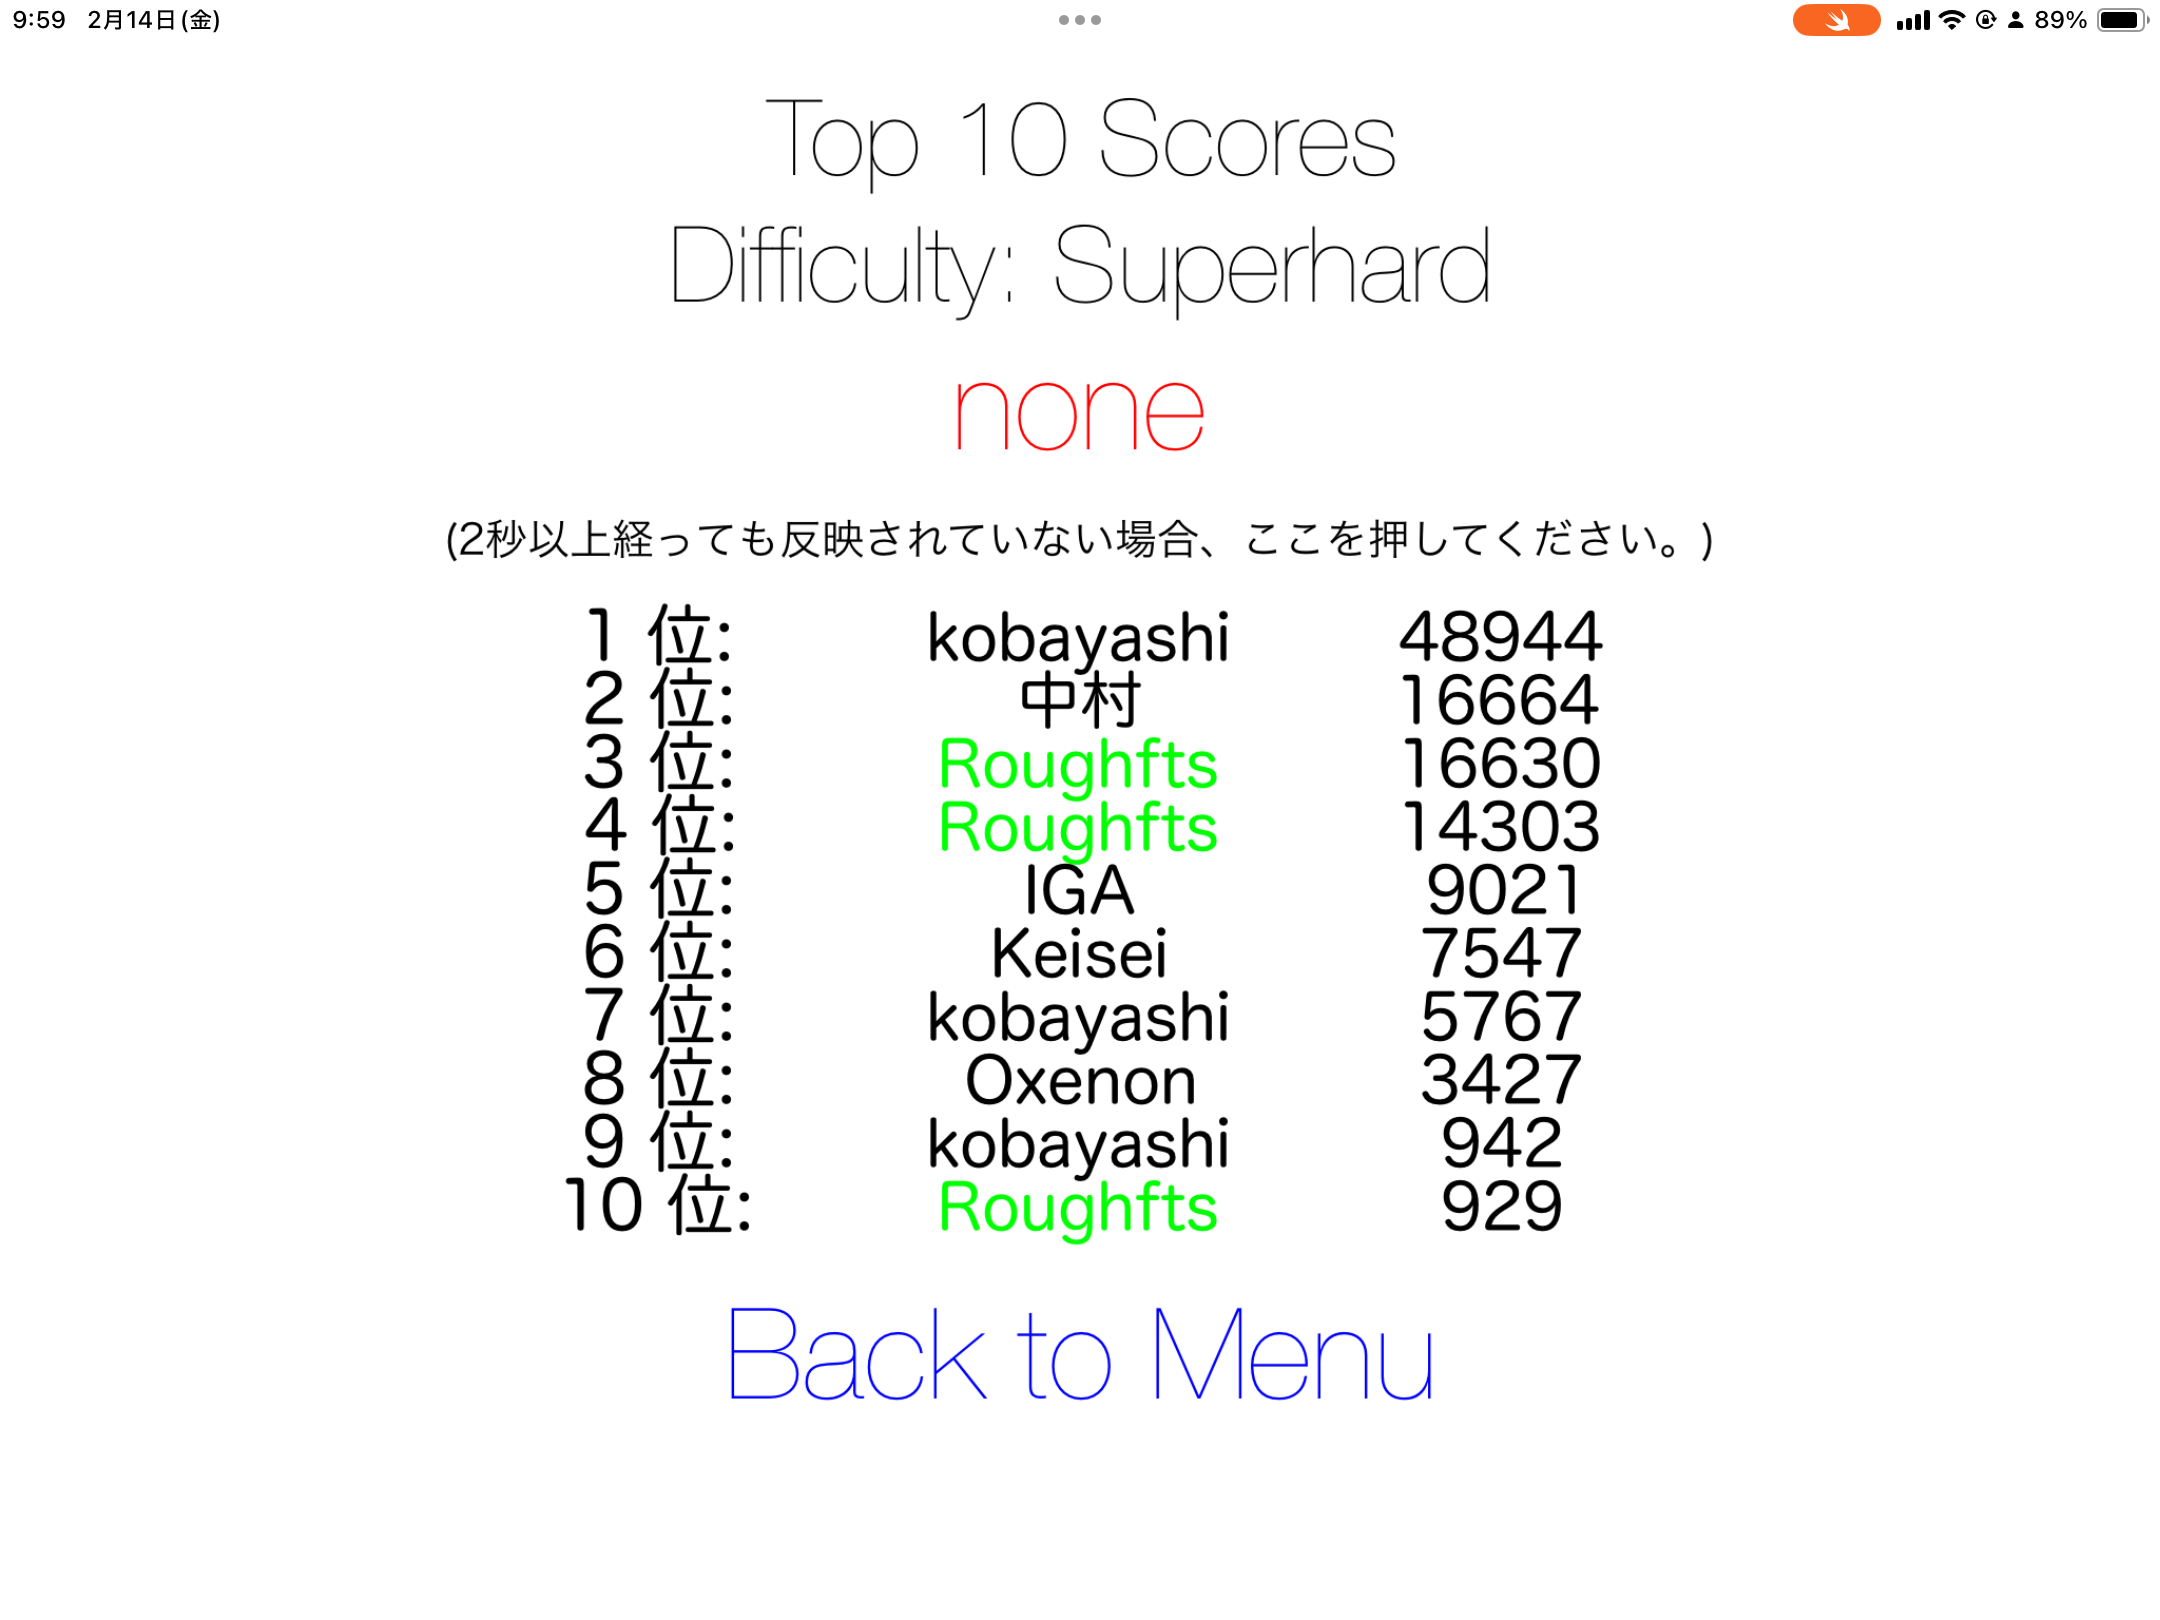 9:59 2月14日(金) 89%
Top 10 Scores
Difficulty: Superhard
none
(2秒以上経っても反映されていない場合、ここを押してください。)
1 位: kobayashi 48944
2 位: 中村 16664
3 位: Roughfts 16630
4 位: Roughfts 14303
5 位: IGA 9021
6 位: Keisei 7547
7 位: kobayashi 5767
8 位: Oxenon 3427
9 位: kobayashi 942
10 位: Roughfts 929
Back to Menu